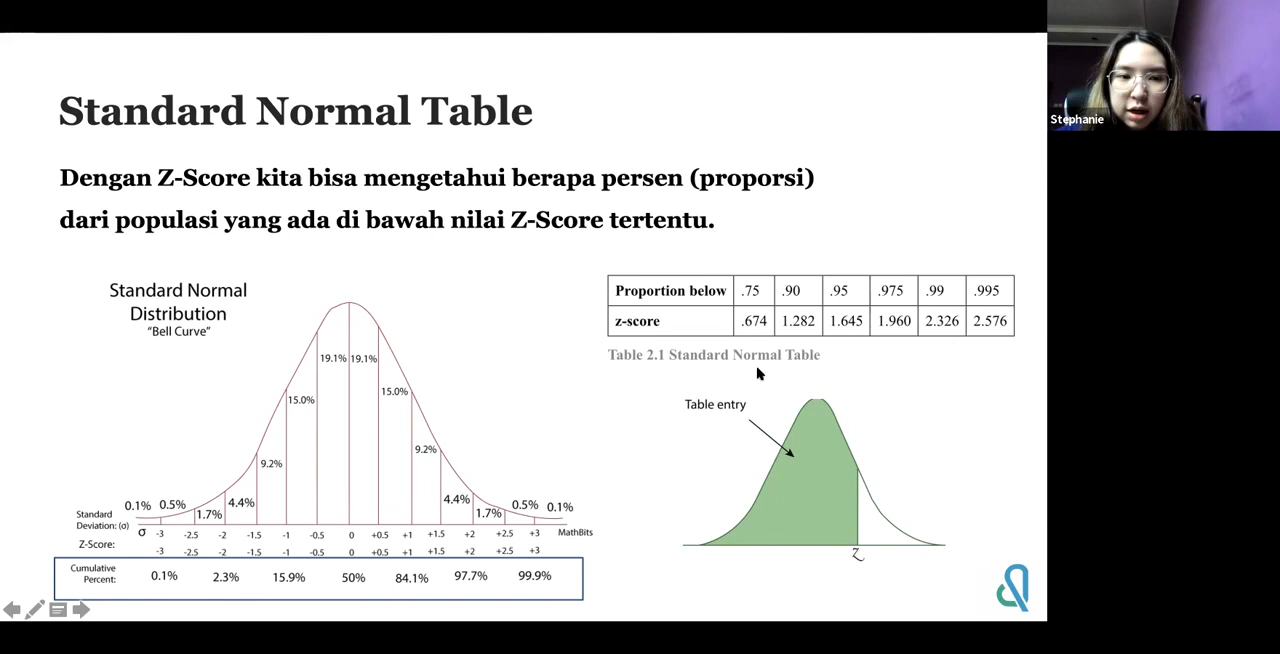 Standard Normal Table
Stephanie
Dengan Z-Score kita bisa mengetahui berapa persen (proporsi)
dari populasi yang ada di bawah nilai Z-Score tertentu.
Standard Normal
Distribution
"Bell Curve"
19.1% 19.1%
15.0% 15.0%
9.2% 9.2%
4.4% 4.4%
0.1% 0.5% 1.7% 1.7% 0.5% 0.1%
Standard
Deviation: (σ)
σ -3 -2.5 -2 -1.5 -1 -0.5 0 +0.5 +1 +1.5 +2 +2.5 +3 MathBits
Z-Score: -3 -2.5 -2 -1.5 -1 -0.5 0 +0.5 +1 +1.5 +2 +2.5 +3
Cumulative
Percent: 0.1% 2.3% 15.9% 50% 84.1% 97.7% 99.9%
Proportion below .75 .90 .95 .975 .99 .995
z-score .674 1.282 1.645 1.960 2.326 2.576
Table 2.1 Standard Normal Table
Table entry
Z